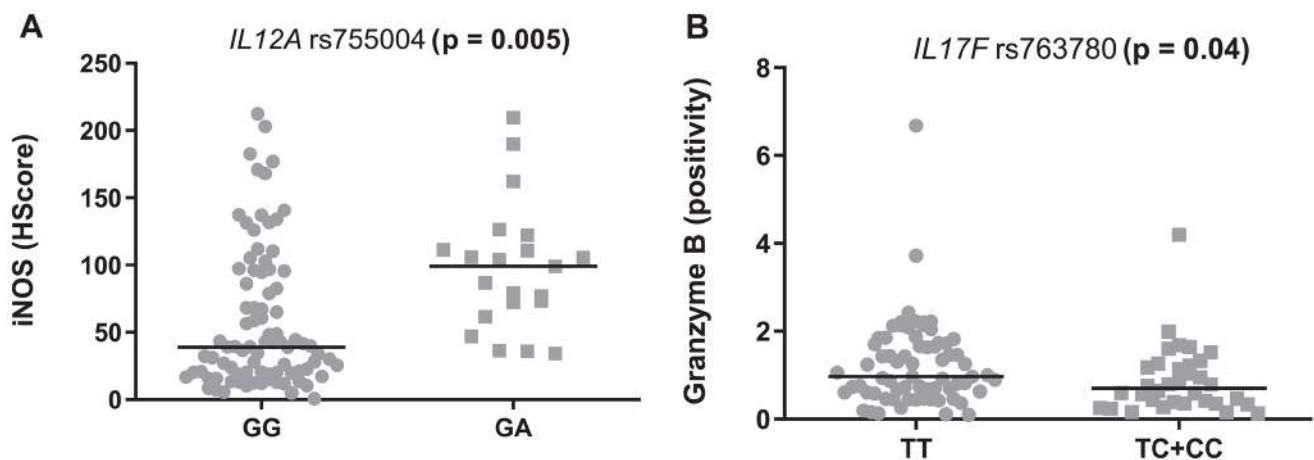 A
IL12A rs755004 (p = 0.005)
iNOS (HScore)
250
200
150
100
50
0
GG
GA
B
IL17F rs763780 (p = 0.04)
Granzyme B (positivity)
8
6
4
2
0
TT
TC+CC